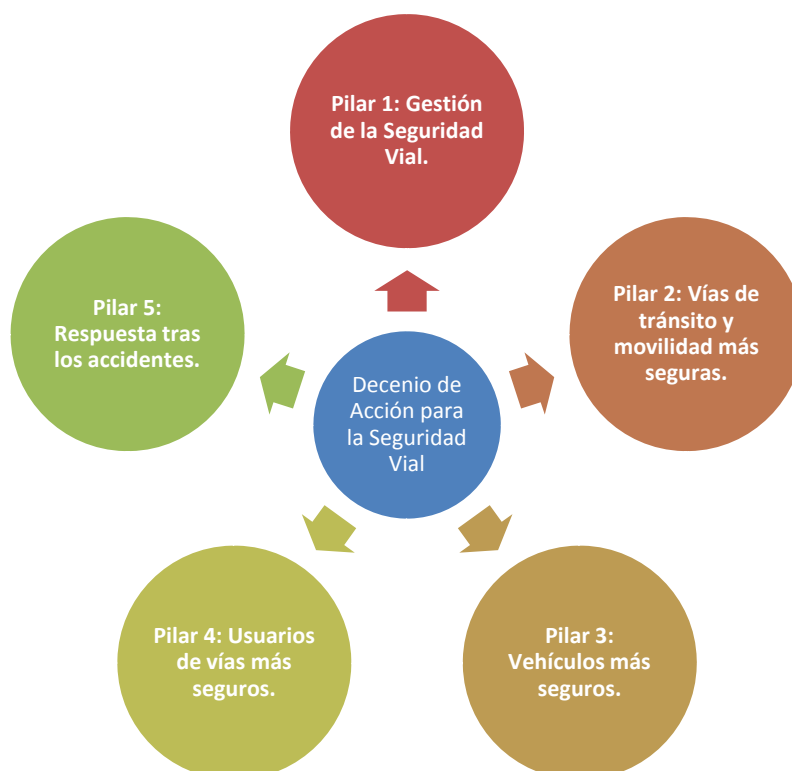 Pilar 1: Gestión
de la Seguridad
Vial.
Pilar 2: Vías de
tránsito y
movilidad más
seguras.
Pilar 3:
Vehículos más
seguros.
Pilar 4: Usuarios
de vías más
seguros.
Pilar 5:
Respuesta tras
los accidentes.
Decenio de
Acción para
la Seguridad
Vial